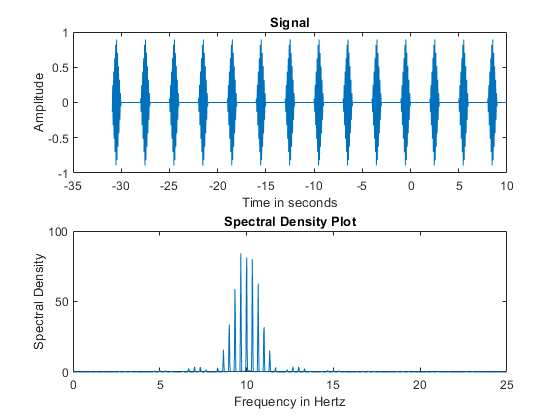 Signal
Amplitude
1
0.5
0
-0.5
-1
-35 -30 -25 -20 -15 -10 -5 0 5 10
Time in seconds
Spectral Density Plot
Spectral Density
100
50
0
0 5 10 15 20 25
Frequency in Hertz